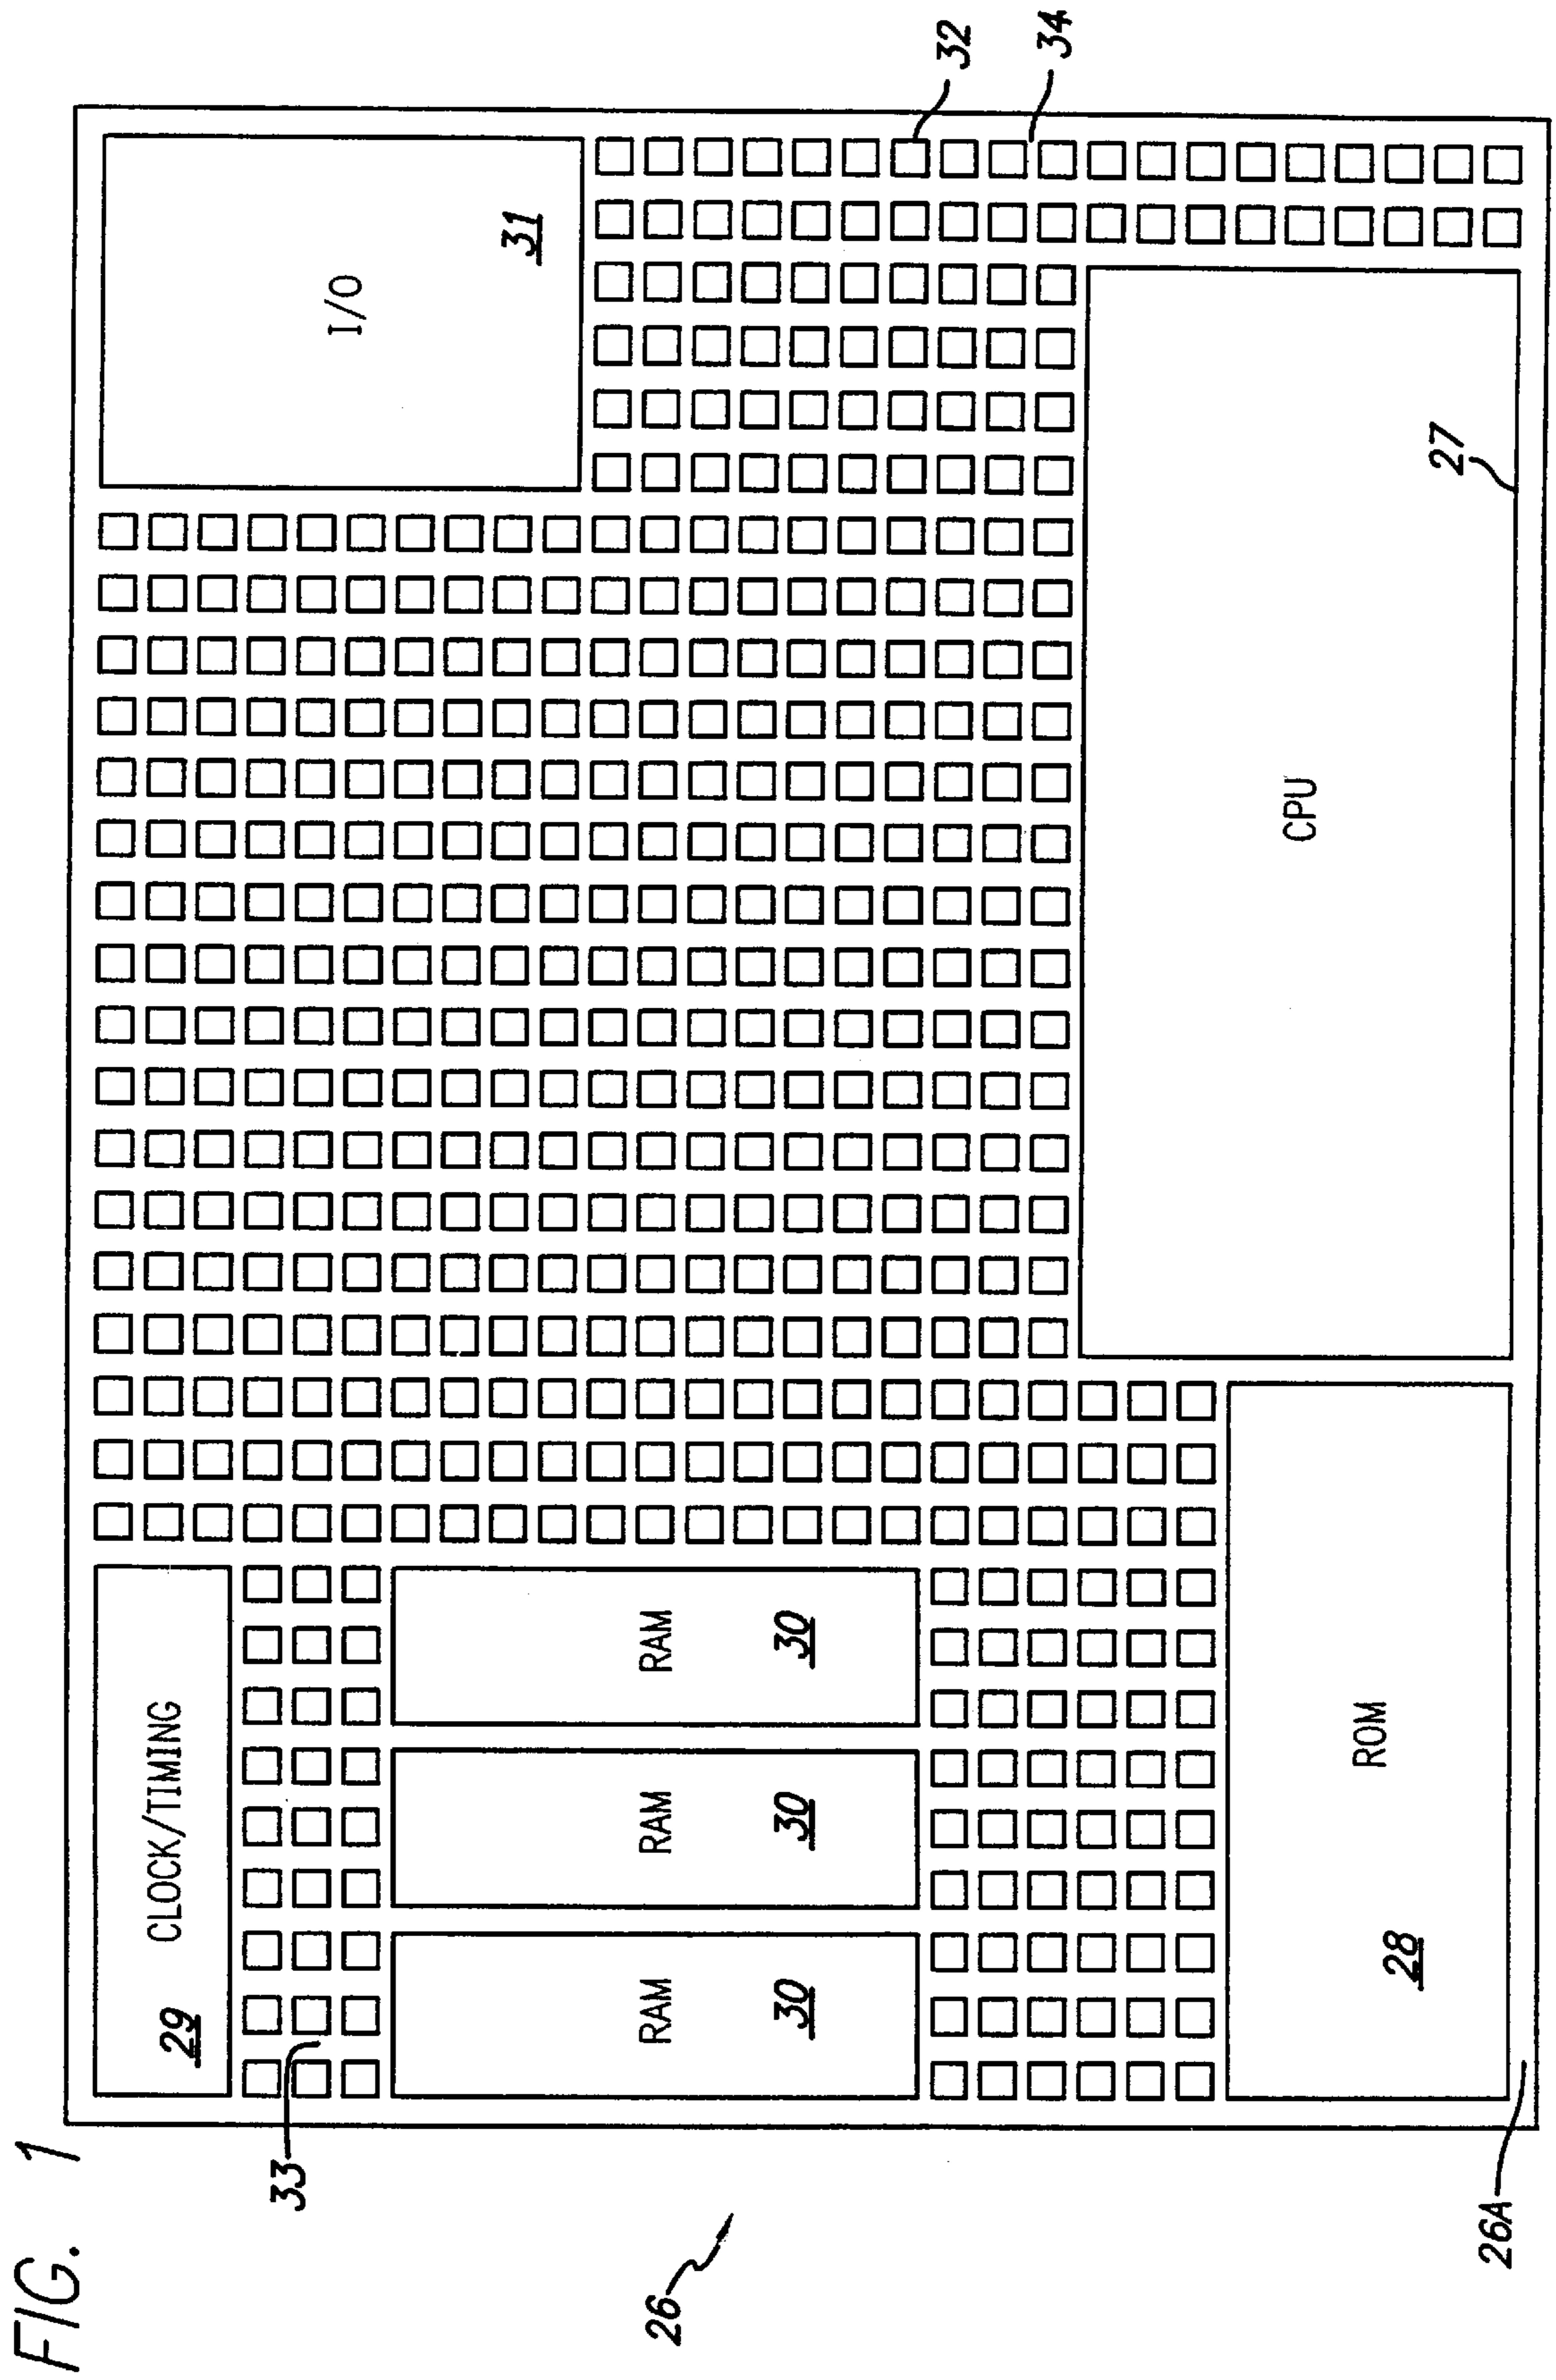 FIG. 1
26
26A
33
29
CLOCK/TIMING
RAM
30
RAM
30
RAM
30
28
ROM
CPU
27
I/O
31
32
34